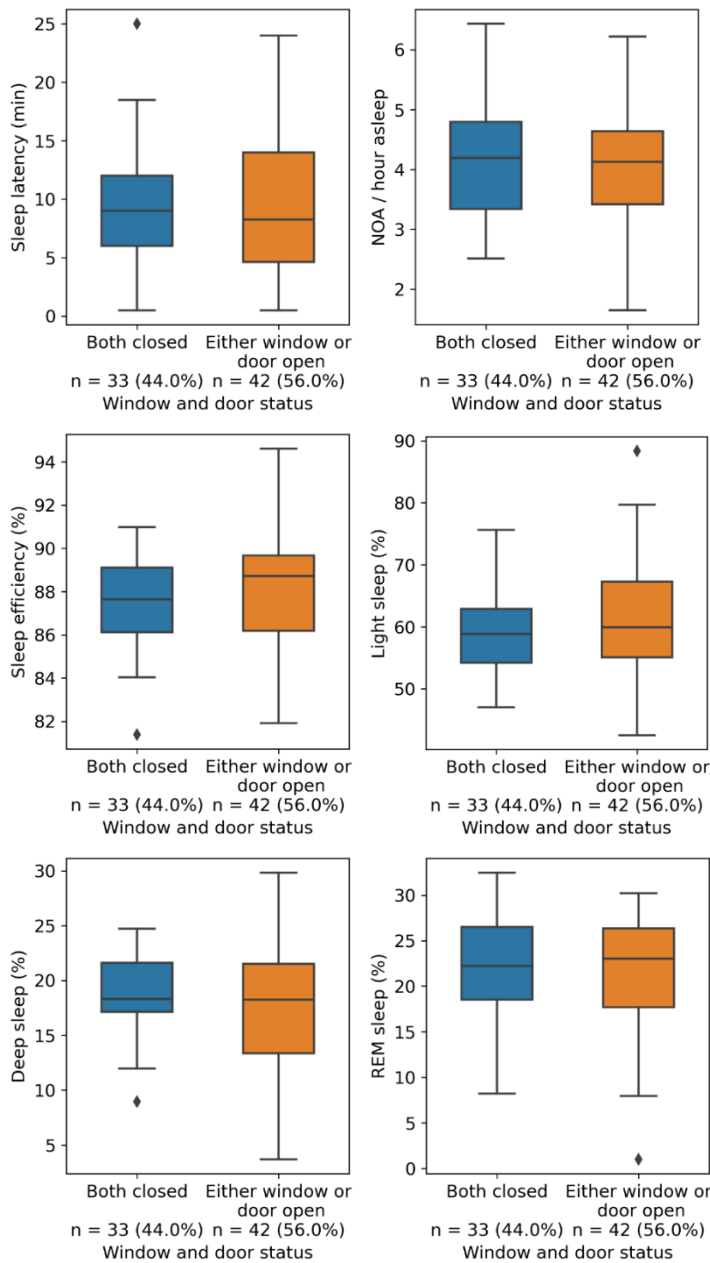 Sleep latency (min)
25
20
15
10
5
0
Both closed
Either window or
door open
n = 33 (44.0%) n = 42 (56.0%)
Window and door status
NOA / hour asleep
6
5
4
3
2
Both closed
Either window or
door open
n = 33 (44.0%) n = 42 (56.0%)
Window and door status
Sleep efficiency (%)
94
92
90
88
86
84
82
Both closed
Either window or
door open
n = 33 (44.0%) n = 42 (56.0%)
Window and door status
Light sleep (%)
90
80
70
60
50
Both closed
Either window or
door open
n = 33 (44.0%) n = 42 (56.0%)
Window and door status
Deep sleep (%)
30
25
20
15
10
5
Both closed
Either window or
door open
n = 33 (44.0%) n = 42 (56.0%)
Window and door status
REM sleep (%)
30
25
20
15
10
5
0
Both closed
Either window or
door open
n = 33 (44.0%) n = 42 (56.0%)
Window and door status